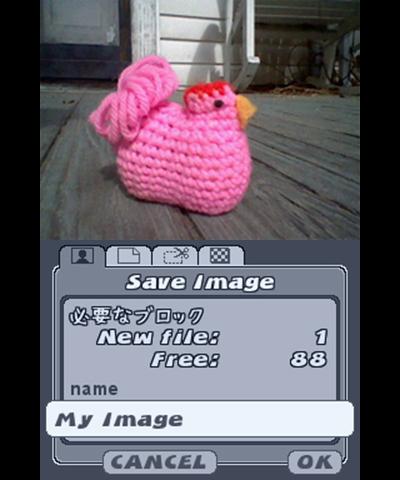 Save Image
必要なブロック
New file: 1
Free: 88
name
My Image
CANCEL OK